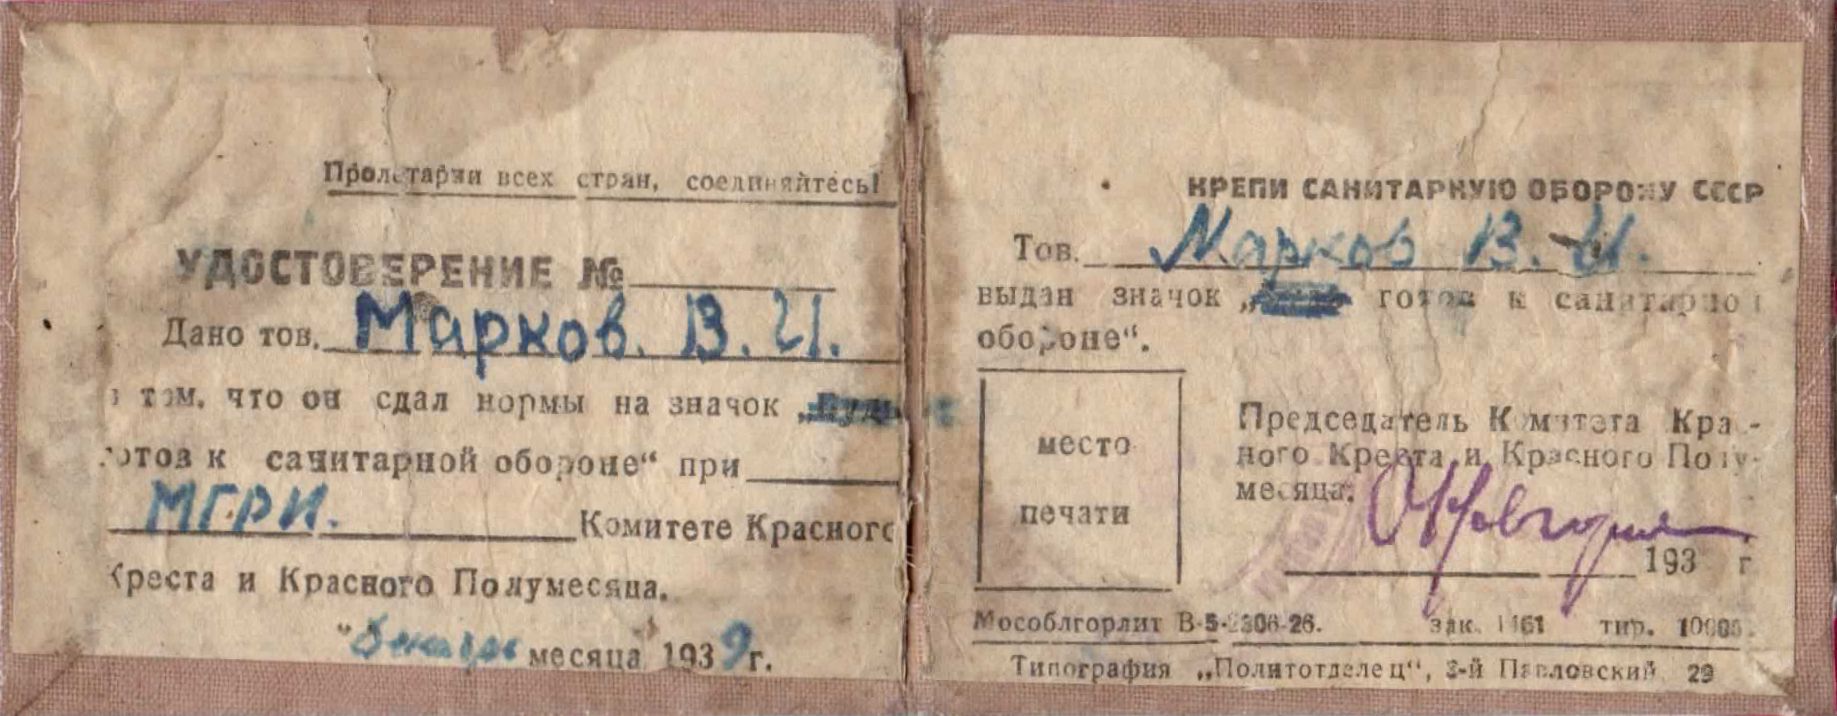 Пролетарии всех стран, соединяйтесь!
УДОСТОВЕРЕНИЕ №
Дано тов. Марков. В. И.
в том, что он сдал нормы на значок
готов к санитарной обороне“ при
МГРИ. Комитете Красного
Креста и Красного Полумесяца.
" декабрь месяца 1939 г.
КРЕПИ САНИТАРНУЮ ОБОРОНУ СССР
Тов. Марков В. И.
выдан значок „ готов к санитарной
обороне“.
место
печати
Председатель Комитета Крас-
ного Креста и Красного Полу-
месяца.
193 г
Мособлгорлит В-5-2306-26. зак. 1461 тир. 10000.
Типография „Политотделец“, 3-й Павловский 29